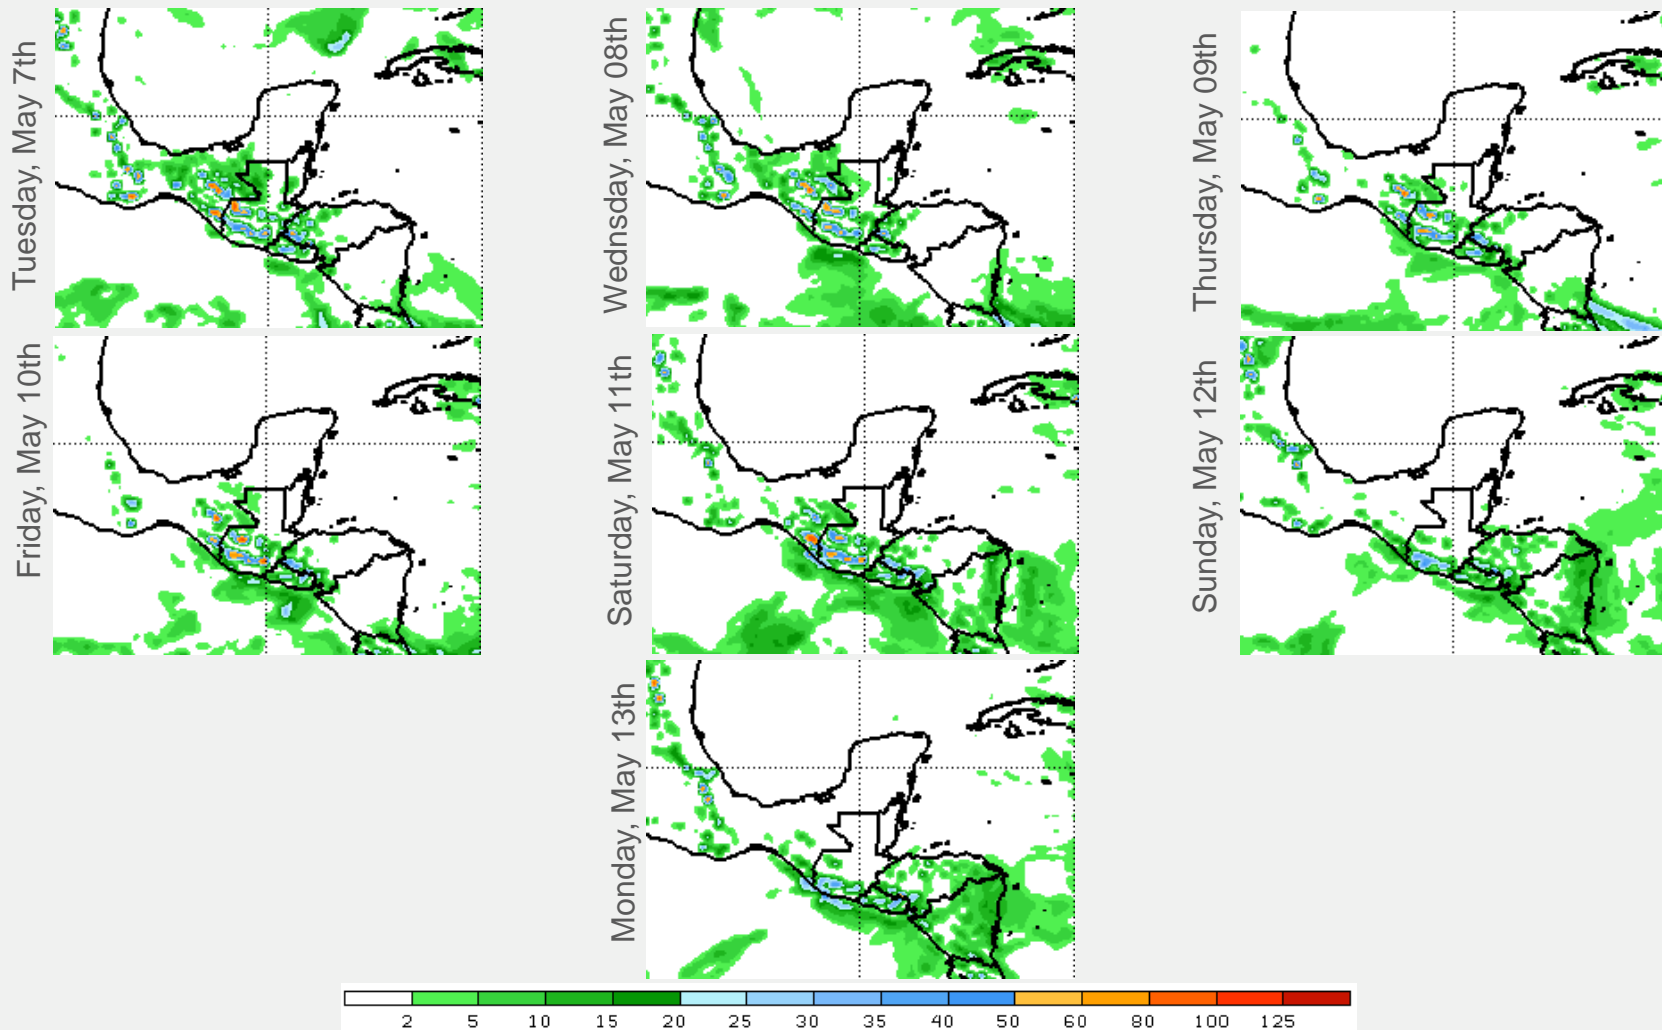 Tuesday, May 7th
Wednesday, May 08th
Thursday, May 09th
Friday, May 10th
Saturday, May 11th
Sunday, May 12th
Monday, May 13th
2 5 10 15 20 25 30 35 40 50 60 80 100 125